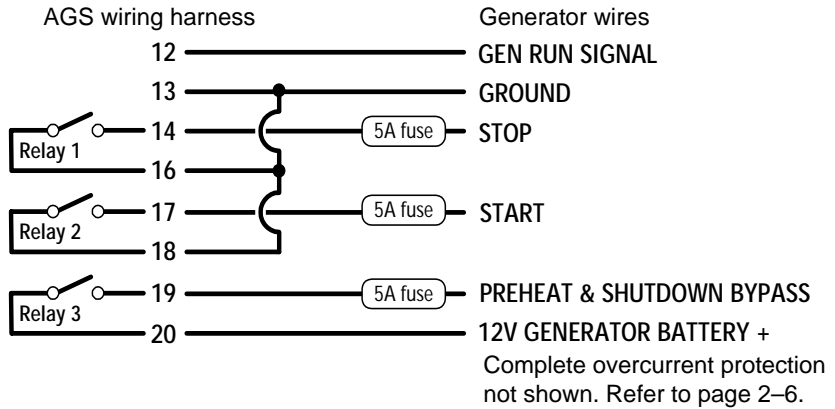 AGS wiring harness Generator wires
12 GEN RUN SIGNAL
13 GROUND
14 5A fuse STOP
Relay 1
16
17 5A fuse START
Relay 2
18
19 5A fuse PREHEAT & SHUTDOWN BYPASS
Relay 3
20 12V GENERATOR BATTERY +
Complete overcurrent protection
not shown. Refer to page 2–6.